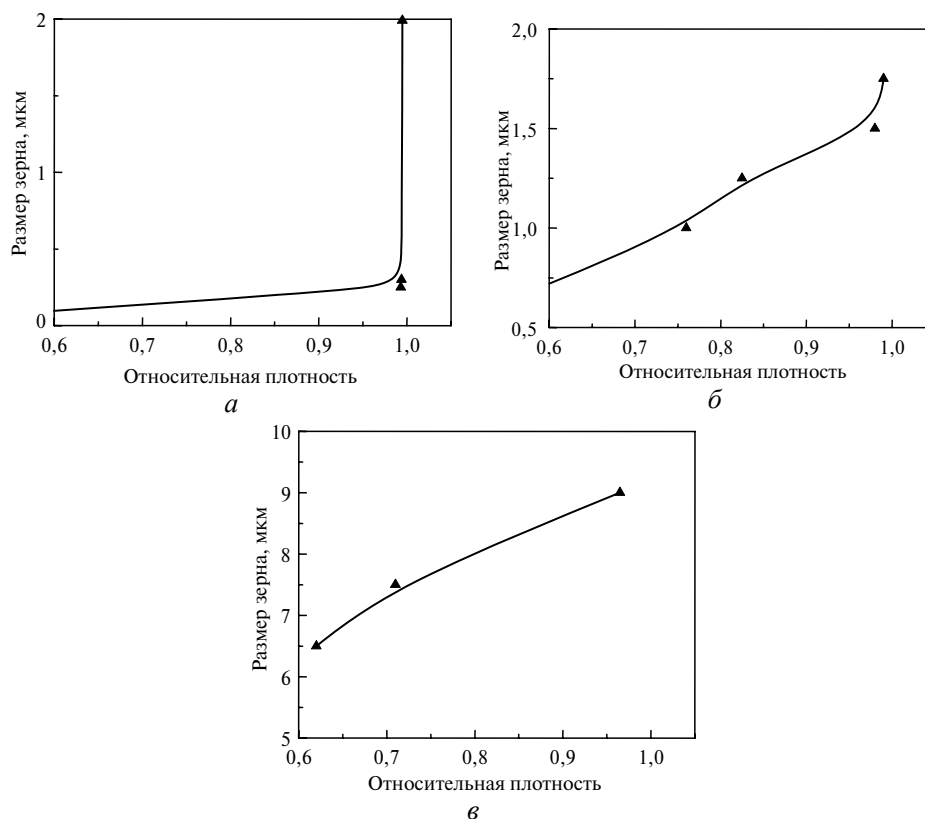 2
1
0
Размер зерна, мкм
0,6 0,7 0,8 0,9 1,0
Относительная плотность
а
2,0
1,5
1,0
0,5
Размер зерна, мкм
0,6 0,7 0,8 0,9 1,0
Относительная плотность
б
10
9
8
7
6
5
Размер зерна, мкм
0,6 0,7 0,8 0,9 1,0
Относительная плотность
в